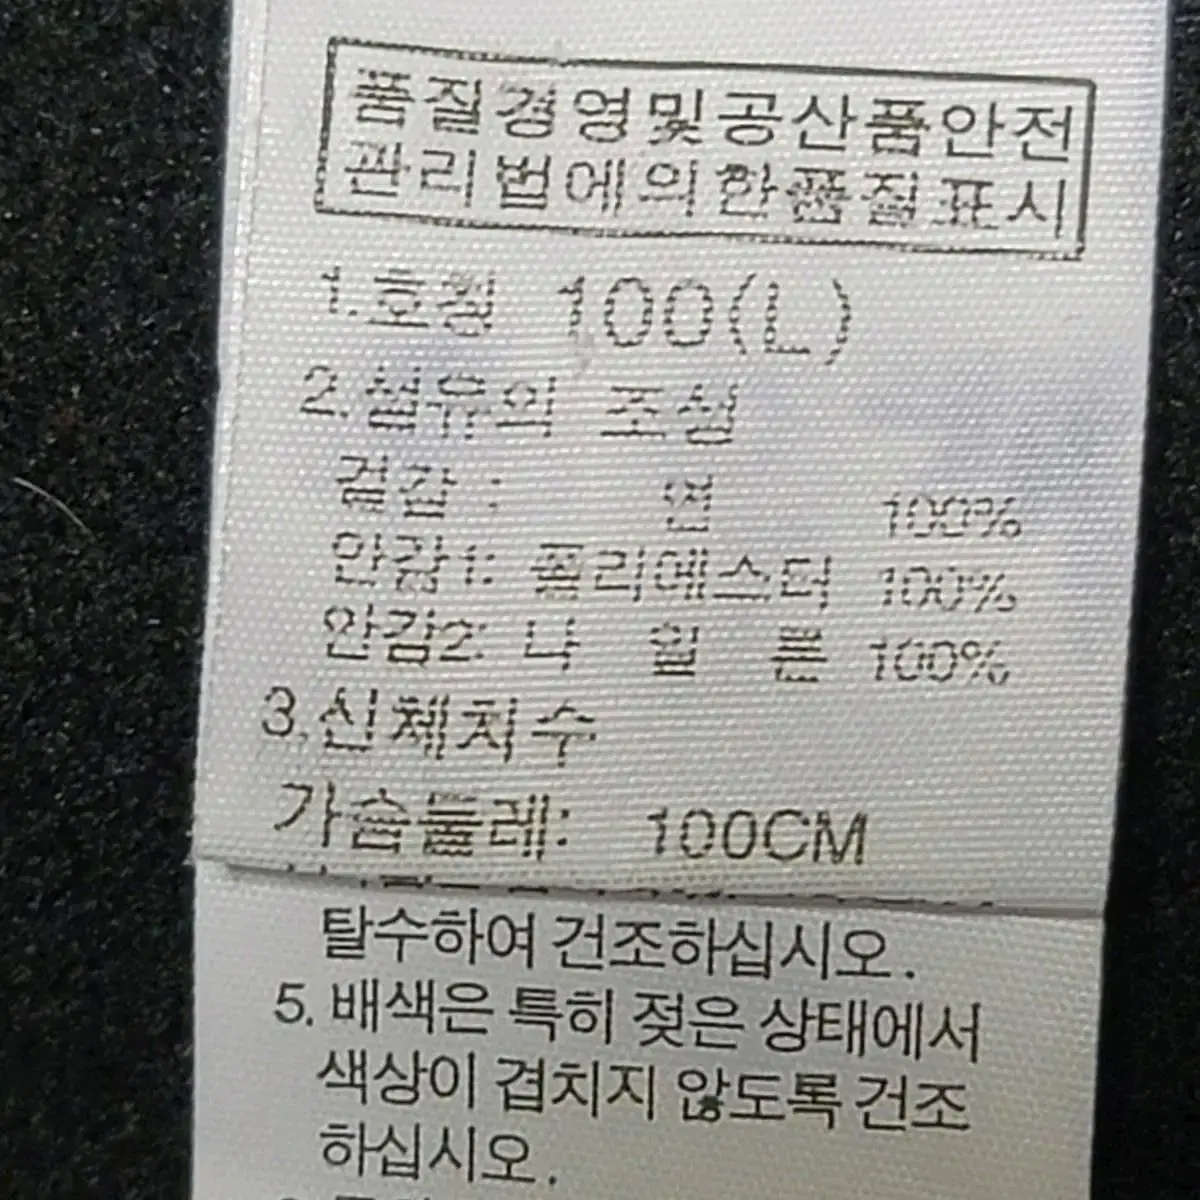 품질경영및공산품안전
관리법에의한품질표시
1.호칭 100(L)
2.섬유의 조성
겉감 : 면 100%
안감1: 폴리에스터 100%
안감2: 나 일 론 100%
3.신체치수
가슴둘레: 100CM
탈수하여 건조하십시오.
5. 배색은 특히 젖은 상태에서
색상이 겹치지 않도록 건조
하십시오.